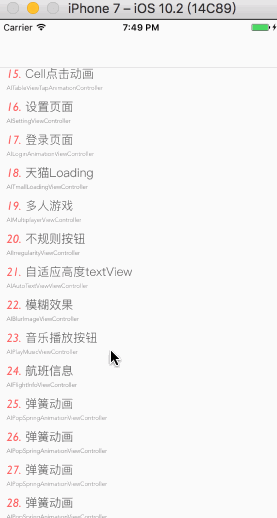 iPhone 7 – iOS 10.2 (14C89)
Carrier 7:49 PM
15. Cell点击动画
AITableViewTapAnimationController
16. 设置页面
AISettingViewController
17. 登录页面
AILoginAnimationViewController
18. 天猫Loading
AITmallLoadingViewController
19. 多人游戏
AIMultiplayerViewController
20. 不规则按钮
AIIrregularityViewController
21. 自适应高度textView
AIAutoTextViewViewController
22. 模糊效果
AIBlurImageViewController
23. 音乐播放按钮
AIPlayMusicViewController
24. 航班信息
AIFlightInfoViewController
25. 弹簧动画
AIPopSpringAnimationViewController
26. 弹簧动画
AIPopSpringAnimationViewController
27. 弹簧动画
AIPopSpringAnimationViewController
28. 弹簧动画
AIPopSpringAnimationViewController